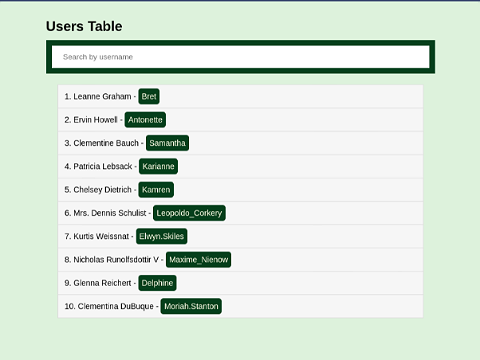 Users Table
Search by username
1. Leanne Graham - Bret
2. Ervin Howell - Antonette
3. Clementine Bauch - Samantha
4. Patricia Lebsack - Karianne
5. Chelsey Dietrich - Kamren
6. Mrs. Dennis Schulist - Leopoldo_Corkery
7. Kurtis Weissnat - Elwyn.Skiles
8. Nicholas Runolfsdottir V - Maxime_Nienow
9. Glenna Reichert - Delphine
10. Clementina DuBuque - Moriah.Stanton